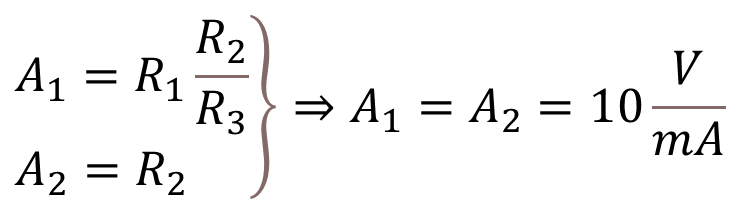 A₁ = R₁ R₂/R₃
A₂ = R₂
} ⇒ A₁ = A₂ = 10 V/mA